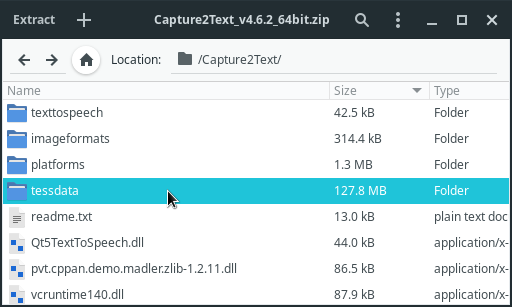 Extract Capture2Text_v4.6.2_64bit.zip
Location: /Capture2Text/
Name Size Type
texttospeech 42.5 kB Folder
imageformats 314.4 kB Folder
platforms 1.3 MB Folder
tessdata 127.8 MB Folder
readme.txt 13.0 kB plain text doc
Qt5TextToSpeech.dll 44.0 kB application/x-
pvt.cppan.demo.madler.zlib-1.2.11.dll 86.5 kB application/x-
vcruntime140.dll 87.9 kB application/x-